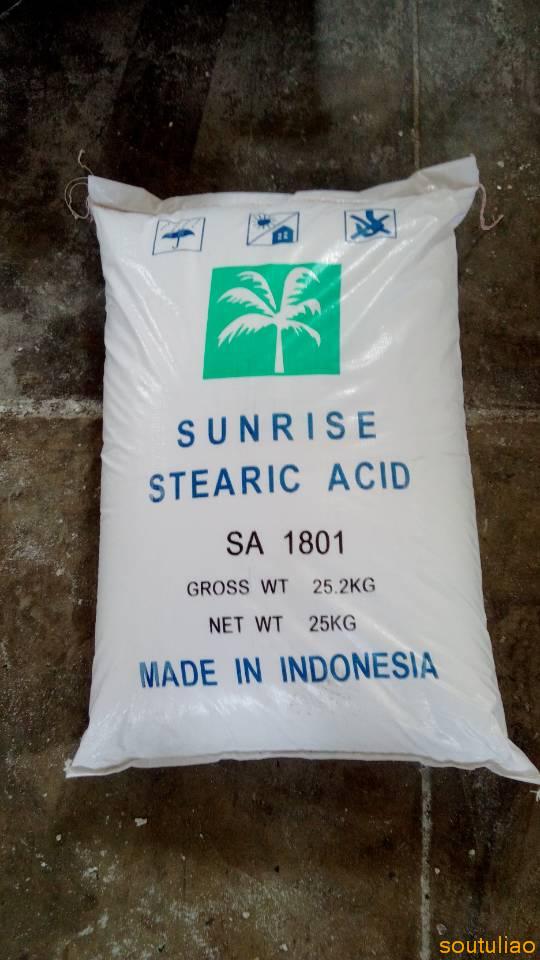 SUNRISE
STEARIC ACID
SA 1801
GROSS WT 25.2KG
NET WT 25KG
MADE IN INDONESIA
soutuliao